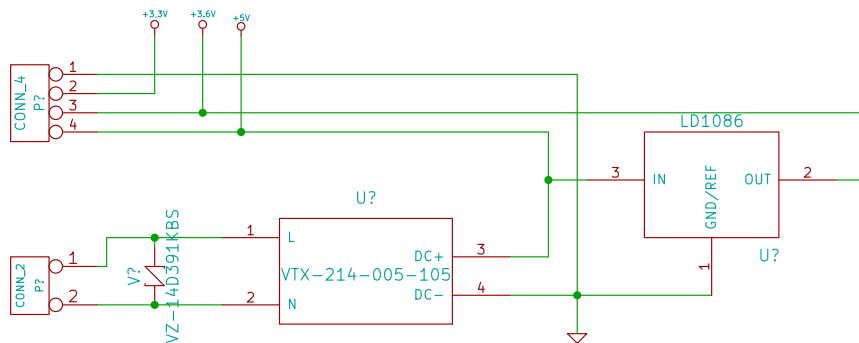 +3.3V
+3.6V
+5V
CONN_4
P?
1
2
3
4
LD1086
3
IN
GND/REF
OUT
2
1
U?
U?
CONN_2
P?
1
2
V?
VZ-14D391KBS
1
L
VTX-214-005-105
2
N
DC+
3
DC-
4